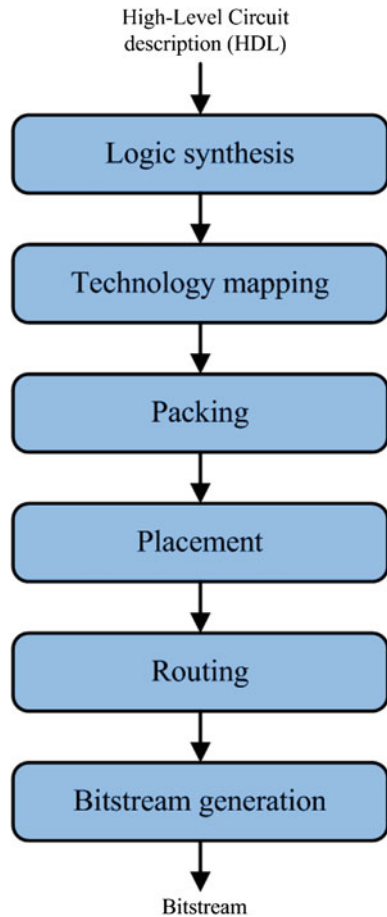 High-Level Circuit
description (HDL)
Logic synthesis
Technology mapping
Packing
Placement
Routing
Bitstream generation
Bitstream